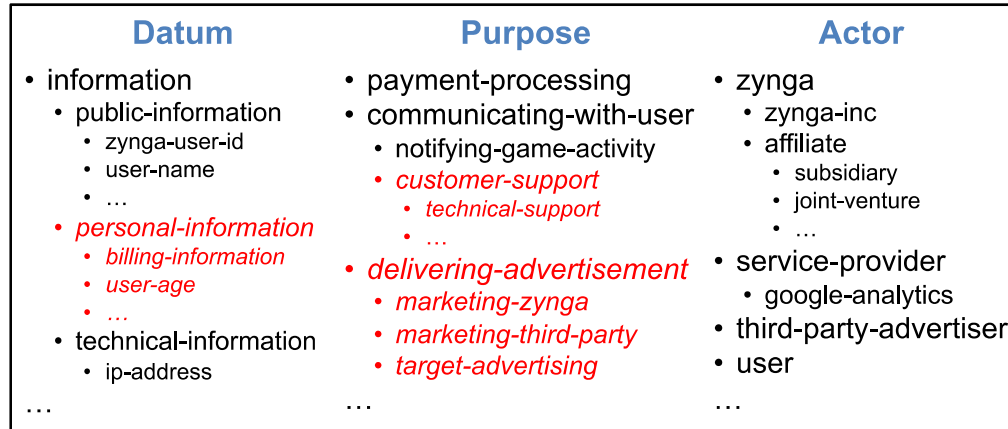 Datum
• information
• public-information
• zynga-user-id
• user-name
• …
• personal-information
• billing-information
• user-age
• …
• technical-information
• ip-address
…
Purpose
• payment-processing
• communicating-with-user
• notifying-game-activity
• customer-support
• technical-support
• …
• delivering-advertisement
• marketing-zynga
• marketing-third-party
• target-advertising
…
Actor
• zynga
• zynga-inc
• affiliate
• subsidiary
• joint-venture
• …
• service-provider
• google-analytics
• third-party-advertiser
• user
…